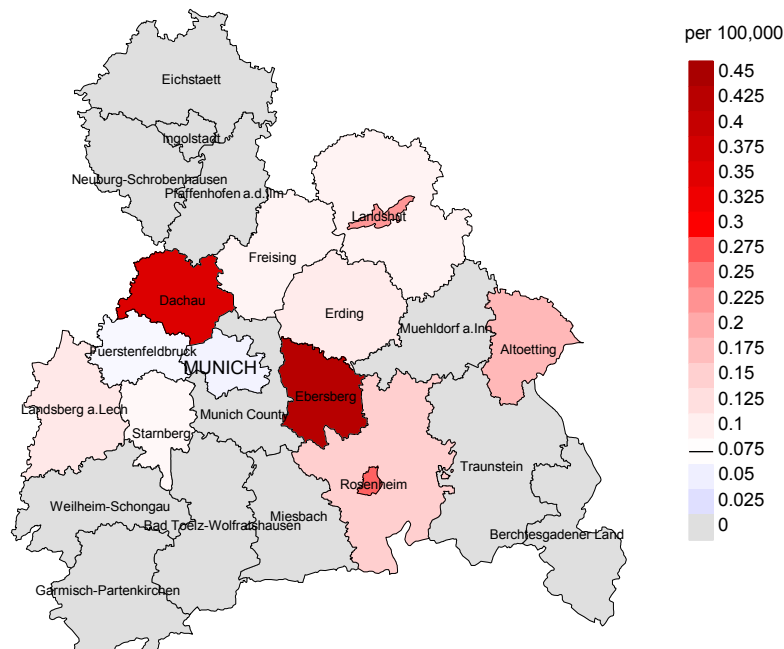 per 100,000
0.45
0.425
0.4
0.375
0.35
0.3
0.275
0.25
0.225
0.2
0.175
0.15
0.125
0.1
0.075
0.05
0.025
0
Eichstaett
Ingolstadt
Neuburg-Schrobenhausen
Pfaffenhofen a.d.Ilm
Landshut
Freising
Dachau
Erding
Muehldorf a.Inn
Altoetting
Fuerstenfeldbruck
MUNICH
Ebersberg
Landsberg a.Lech
Munich County
Starnberg
Traunstein
Rosenheim
Weilheim-Schongau
Miesbach
Bad Toelz-Wolfratshausen
Berchtesgadener Land
Garmisch-Partenkirchen